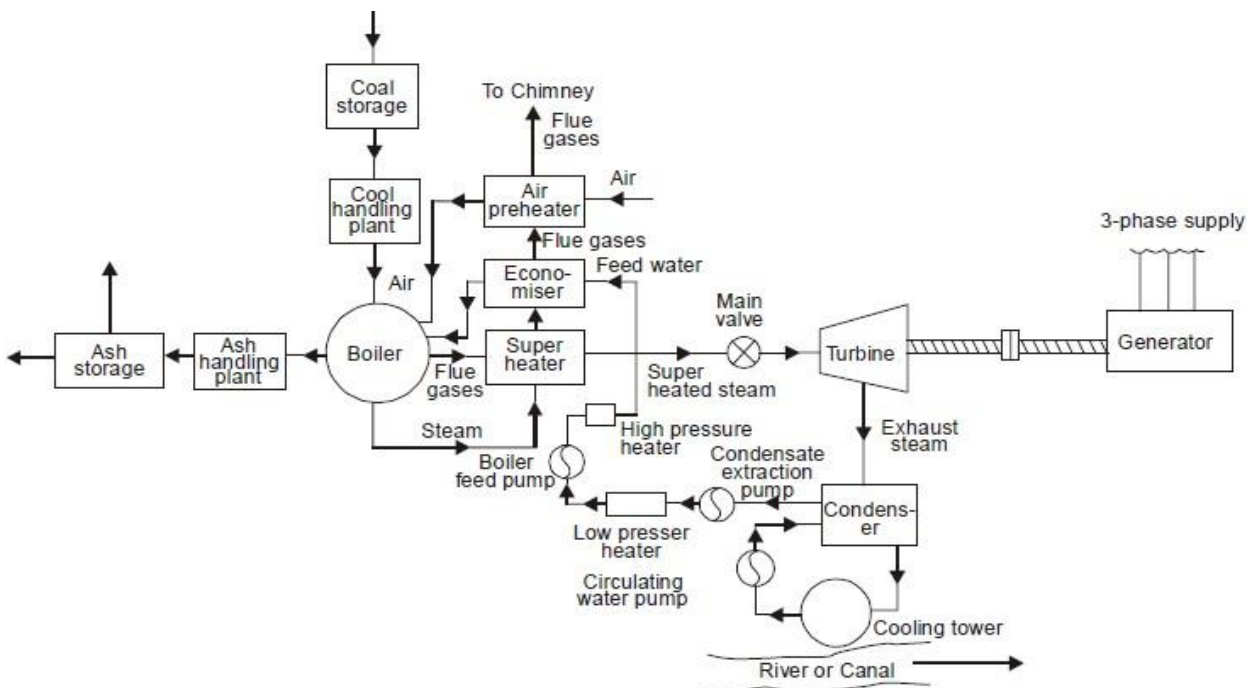 Coal
storage
To Chimney
Flue
gases
Cool
handling
plant
Air
preheater
Air
3-phase supply
Flue gases
Air
Econo-
miser
Feed water
Main
valve
Ash
storage
Ash
handling
plant
Boiler
Flue
gases
Super
heater
Super
heated steam
Turbine
Generator
Steam
High pressure
heater
Exhaust
steam
Boiler
feed pump
Condensate
extraction
pump
Condens-
er
Low presser
heater
Circulating
water pump
Cooling tower
River or Canal